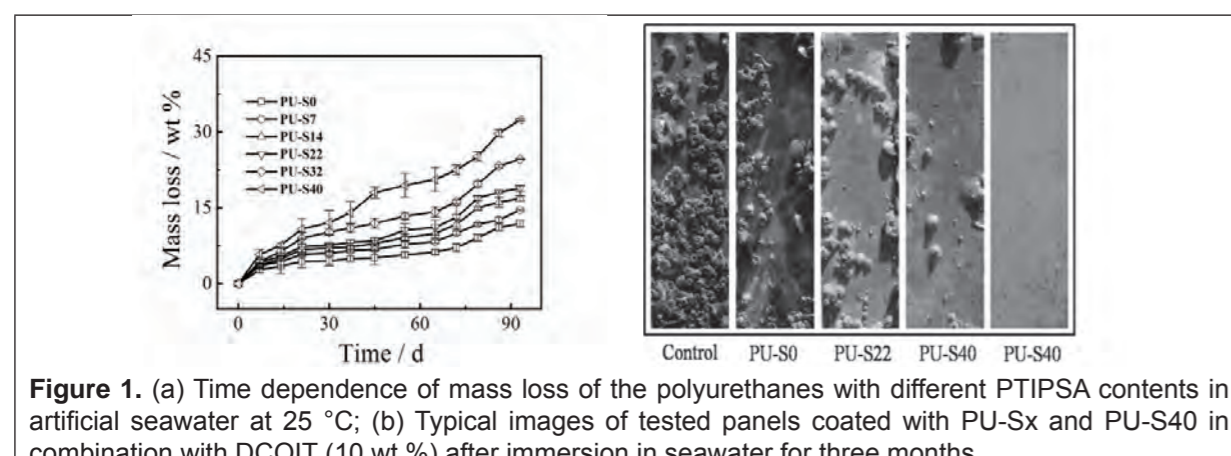 45
30
15
0
Mass loss / wt %
PU-S0
PU-S7
PU-S14
PU-S22
PU-S32
PU-S40
0 30 60 90
Time / d
Control PU-S0 PU-S22 PU-S40 PU-S40
Figure 1. (a) Time dependence of mass loss of the polyurethanes with different PTIPSA contents in
artificial seawater at 25 °C; (b) Typical images of tested panels coated with PU-Sx and PU-S40 in
combination with DCOIT (10 wt.%) after immersion in seawater for three months